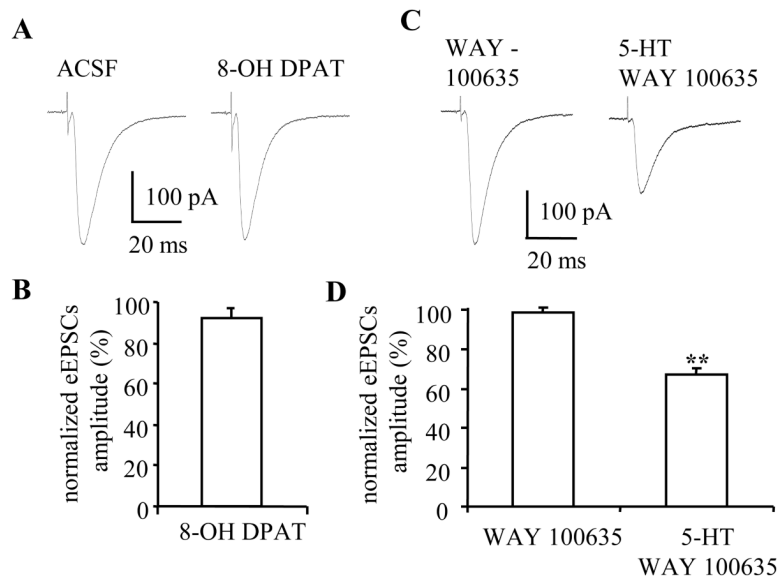 A
ACSF
8-OH DPAT
100 pA
20 ms
C
WAY -
100635
5-HT
WAY 100635
100 pA
20 ms
B
normalized eEPSCs
amplitude (%)
100
80
60
40
20
0
8-OH DPAT
D
normalized eEPSCs
amplitude (%)
100
80
60
40
20
0
**
WAY 100635
5-HT
WAY 100635